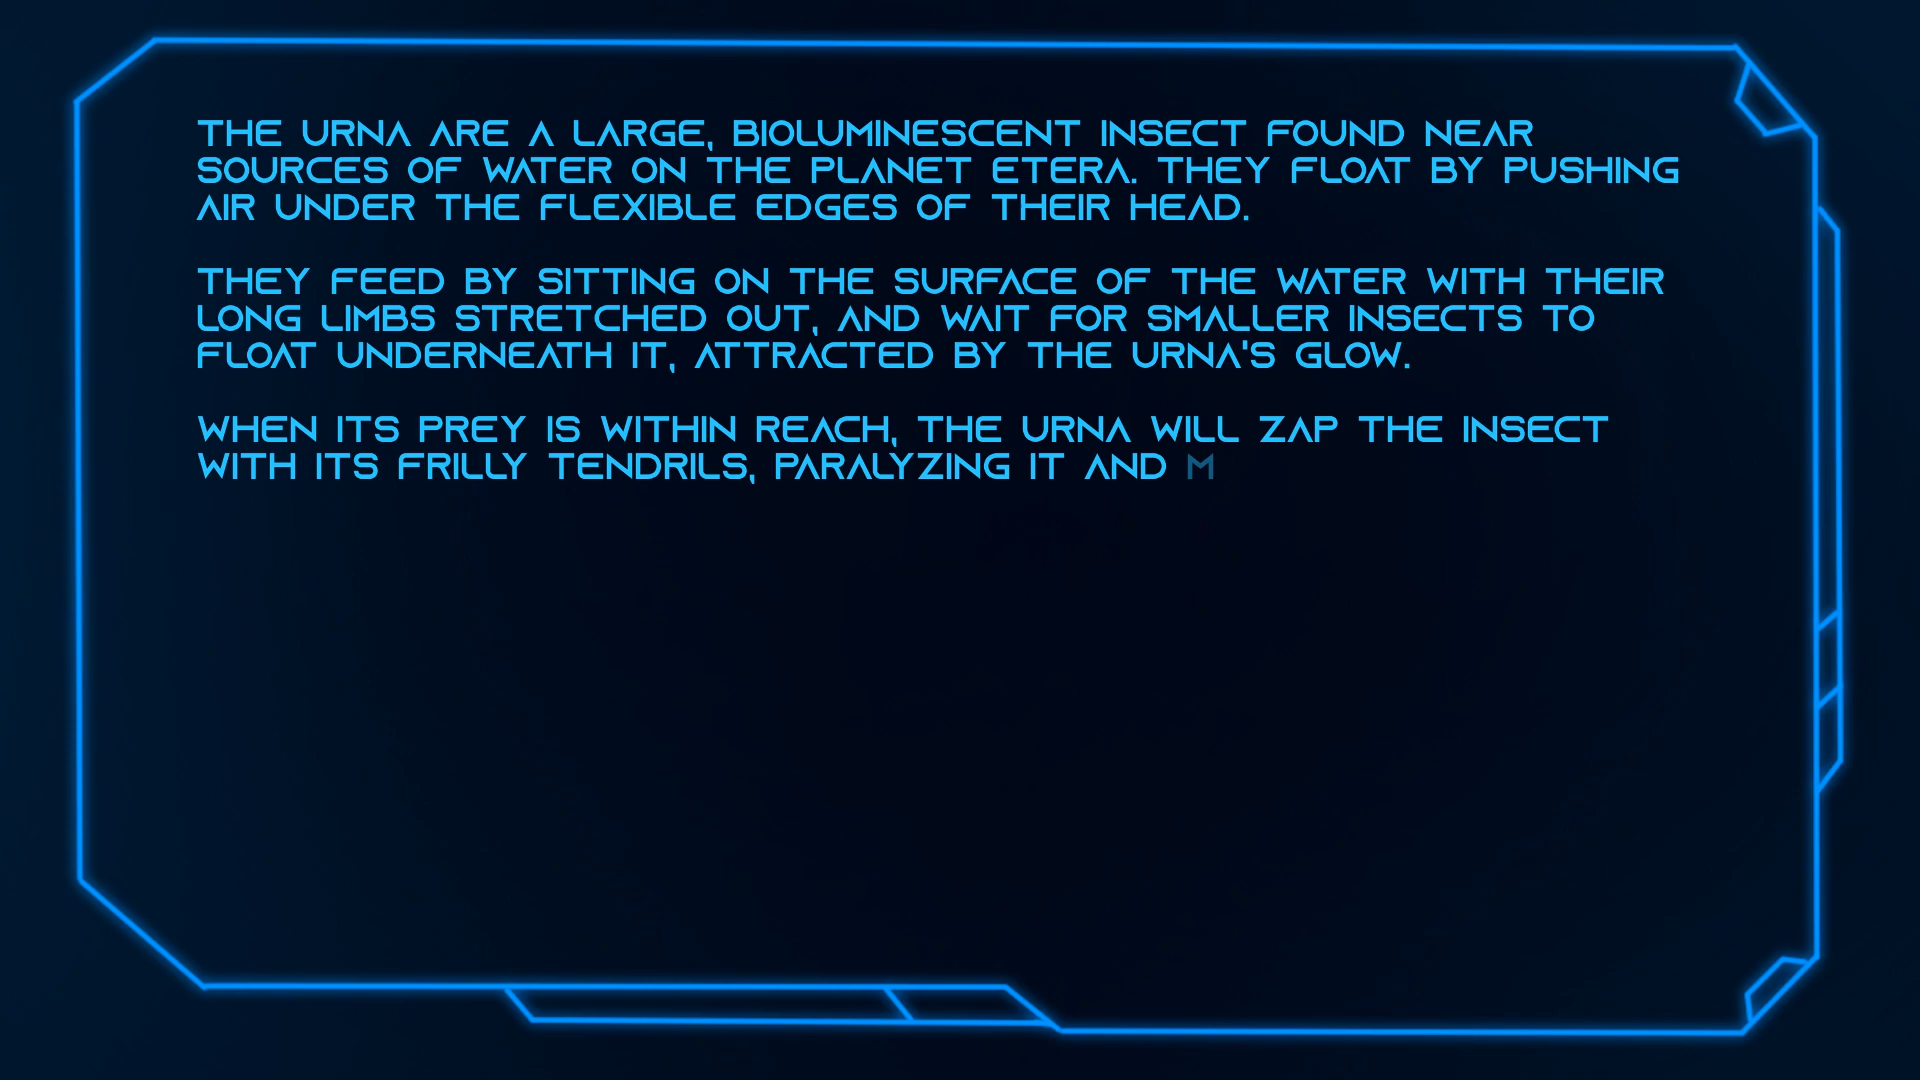 THE URNA ARE A LARGE, BIOLUMINESCENT INSECT FOUND NEAR
SOURCES OF WATER ON THE PLANET ETERA. THEY FLOAT BY PUSHING
AIR UNDER THE FLEXIBLE EDGES OF THEIR HEAD.
THEY FEED BY SITTING ON THE SURFACE OF THE WATER WITH THEIR
LONG LIMBS STRETCHED OUT, AND WAIT FOR SMALLER INSECTS TO
FLOAT UNDERNEATH IT, ATTRACTED BY THE URNA'S GLOW.
WHEN ITS PREY IS WITHIN REACH, THE URNA WILL ZAP THE INSECT
WITH ITS FRILLY TENDRILS, PARALYZING IT AND M